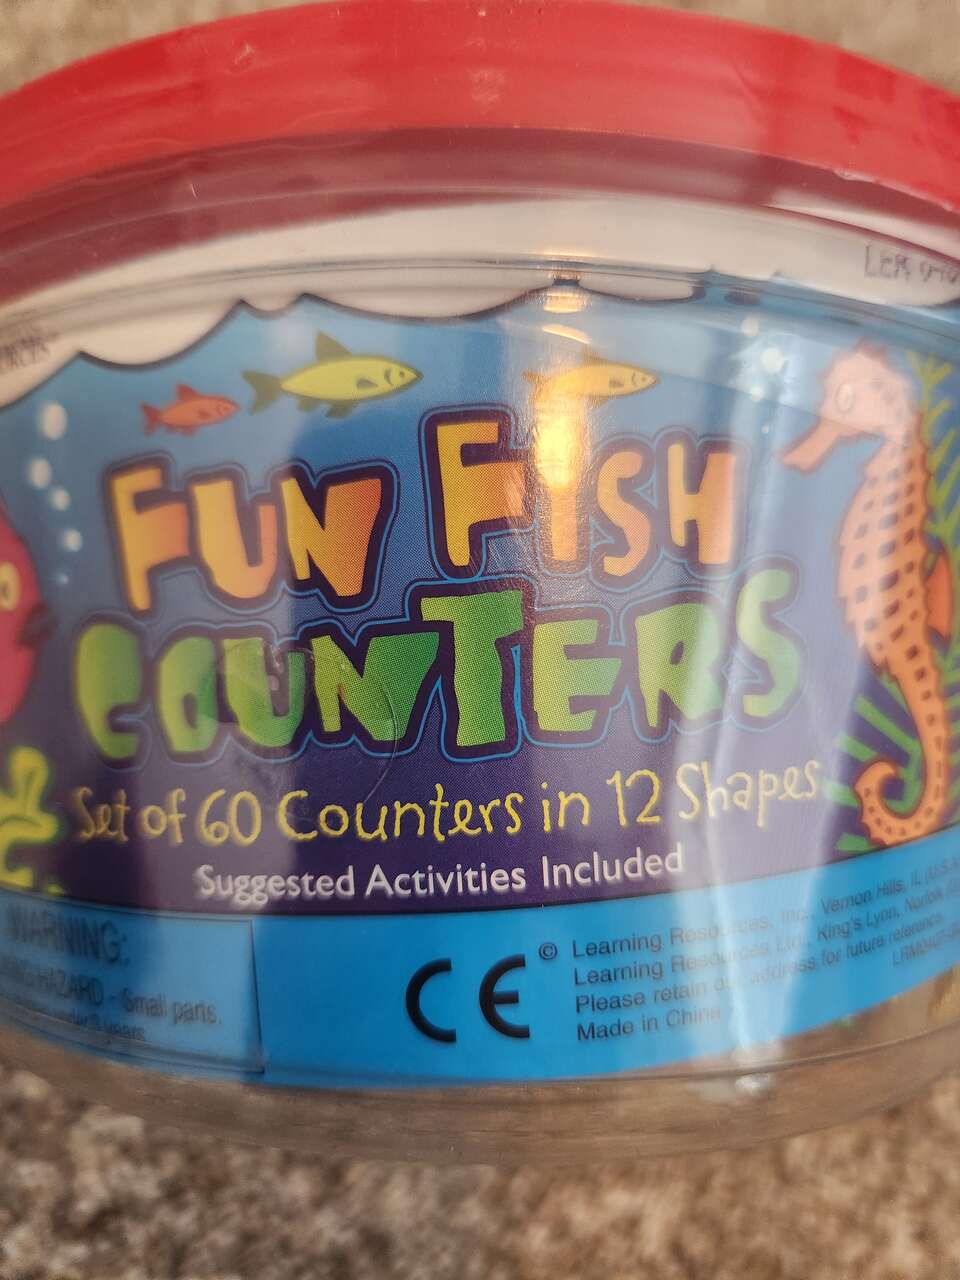 FUN FISH
COUNTERS
Set of 60 Counters in 12 Shapes
Suggested Activities Included
WARNING:
HAZARD - Small parts.
years.
CE
© Learning Resources, Inc., Vernon Hills, IL (U.S.A
Learning Resources Ltd., King's Lynn, Norfolk
Please retain our address for future reference.
Made in China